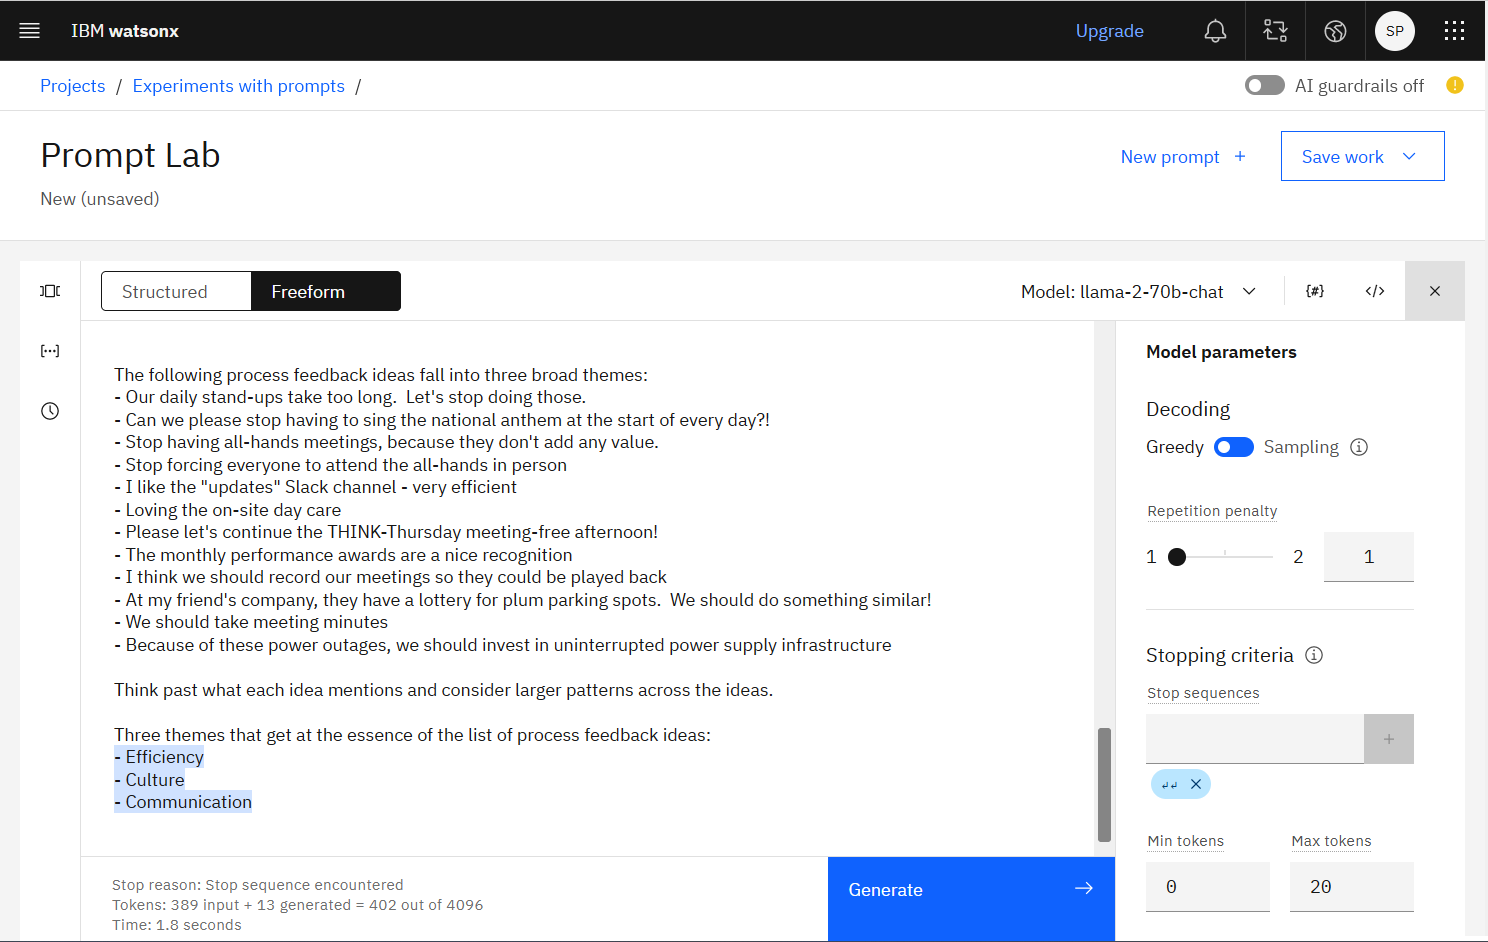 IBM watsonx
Upgrade
SP
Projects / Experiments with prompts /
AI guardrails off
Prompt Lab
New (unsaved)
New prompt +
Save work
Structured
Freeform
Model: llama-2-70b-chat
{#}
</>
The following process feedback ideas fall into three broad themes:
- Our daily stand-ups take too long.  Let's stop doing those.
- Can we please stop having to sing the national anthem at the start of every day?!
- Stop having all-hands meetings, because they don't add any value.
- Stop forcing everyone to attend the all-hands in person
- I like the "updates" Slack channel - very efficient
- Loving the on-site day care
- Please let's continue the THINK-Thursday meeting-free afternoon!
- The monthly performance awards are a nice recognition
- I think we should record our meetings so they could be played back
- At my friend's company, they have a lottery for plum parking spots.  We should do something similar!
- We should take meeting minutes
- Because of these power outages, we should invest in uninterrupted power supply infrastructure
Think past what each idea mentions and consider larger patterns across the ideas.
Three themes that get at the essence of the list of process feedback ideas:
- Efficiency
- Culture
- Communication
Stop reason: Stop sequence encountered
Tokens: 389 input + 13 generated = 402 out of 4096
Time: 1.8 seconds
Generate
Model parameters
Decoding
Greedy
Sampling
Repetition penalty
1
2
1
Stopping criteria
Stop sequences
+
↲↲
Min tokens
Max tokens
0
20